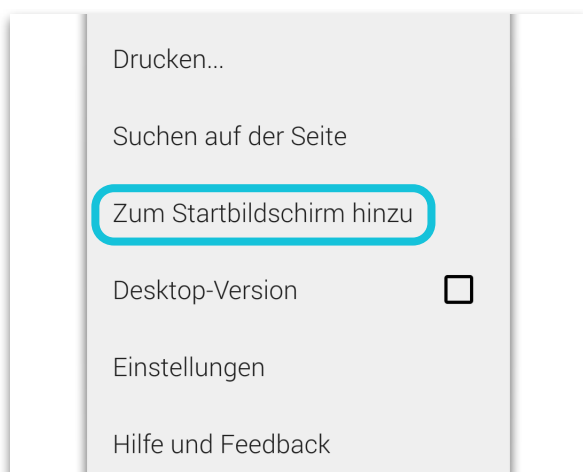 Drucken...
Suchen auf der Seite
Zum Startbildschirm hinzu
Desktop-Version
Einstellungen
Hilfe und Feedback